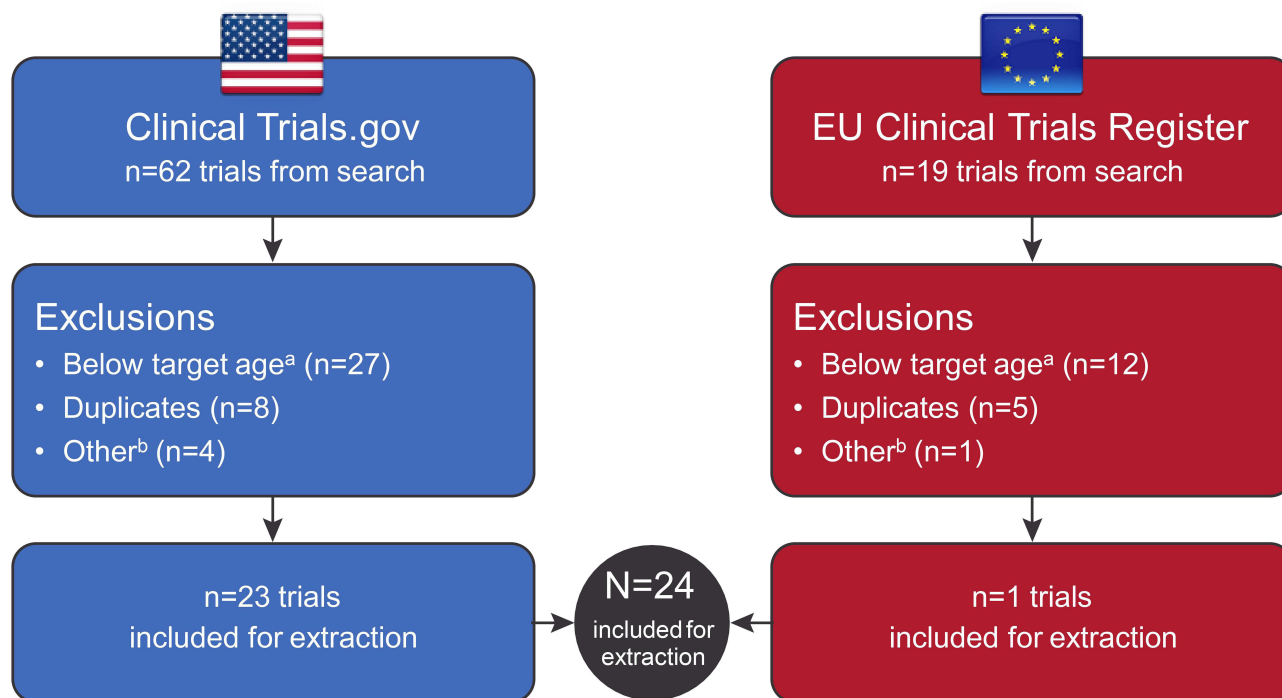 Clinical Trials.gov
n=62 trials from search
Exclusions
• Below target ageᵃ (n=27)
• Duplicates (n=8)
• Otherᵇ (n=4)
n=23 trials
included for extraction
EU Clinical Trials Register
n=19 trials from search
Exclusions
• Below target ageᵃ (n=12)
• Duplicates (n=5)
• Otherᵇ (n=1)
n=1 trials
included for extraction
N=24
included for
extraction